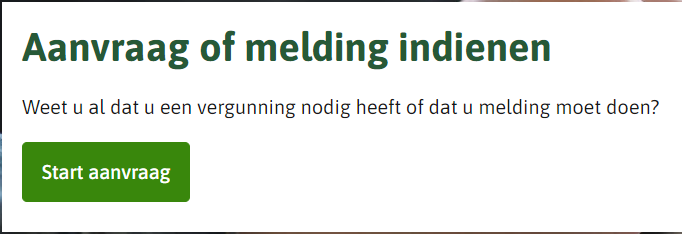 Aanvraag of melding indienen
Weet u al dat u een vergunning nodig heeft of dat u melding moet doen?
Start aanvraag